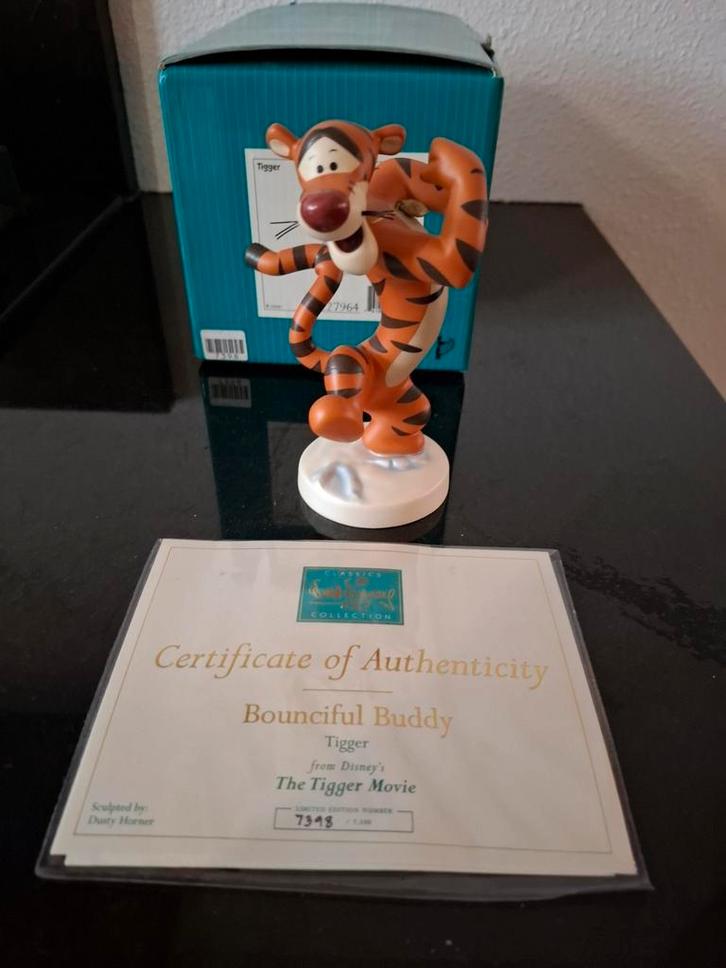 Tigger
27964
7398
CLASSICS
COLLECTION
Certificate of Authenticity
Bounciful Buddy
Tigger
from Disney's
The Tigger Movie
Sculpted by:
Dusty Horner
LIMITED EDITION NUMBER
7398